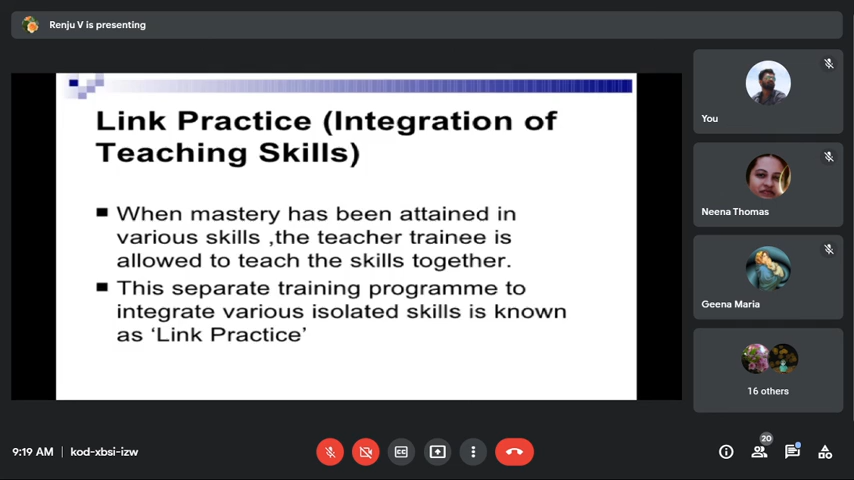 Renju V is presenting
Link Practice (Integration of
Teaching Skills)
When mastery has been attained in
various skills ,the teacher trainee is
allowed to teach the skills together.
This separate training programme to
integrate various isolated skills is known
as ‘Link Practice’
You
Neena Thomas
Geena Maria
16 others
9:19 AM | kod-xbsi-izw
CC
20